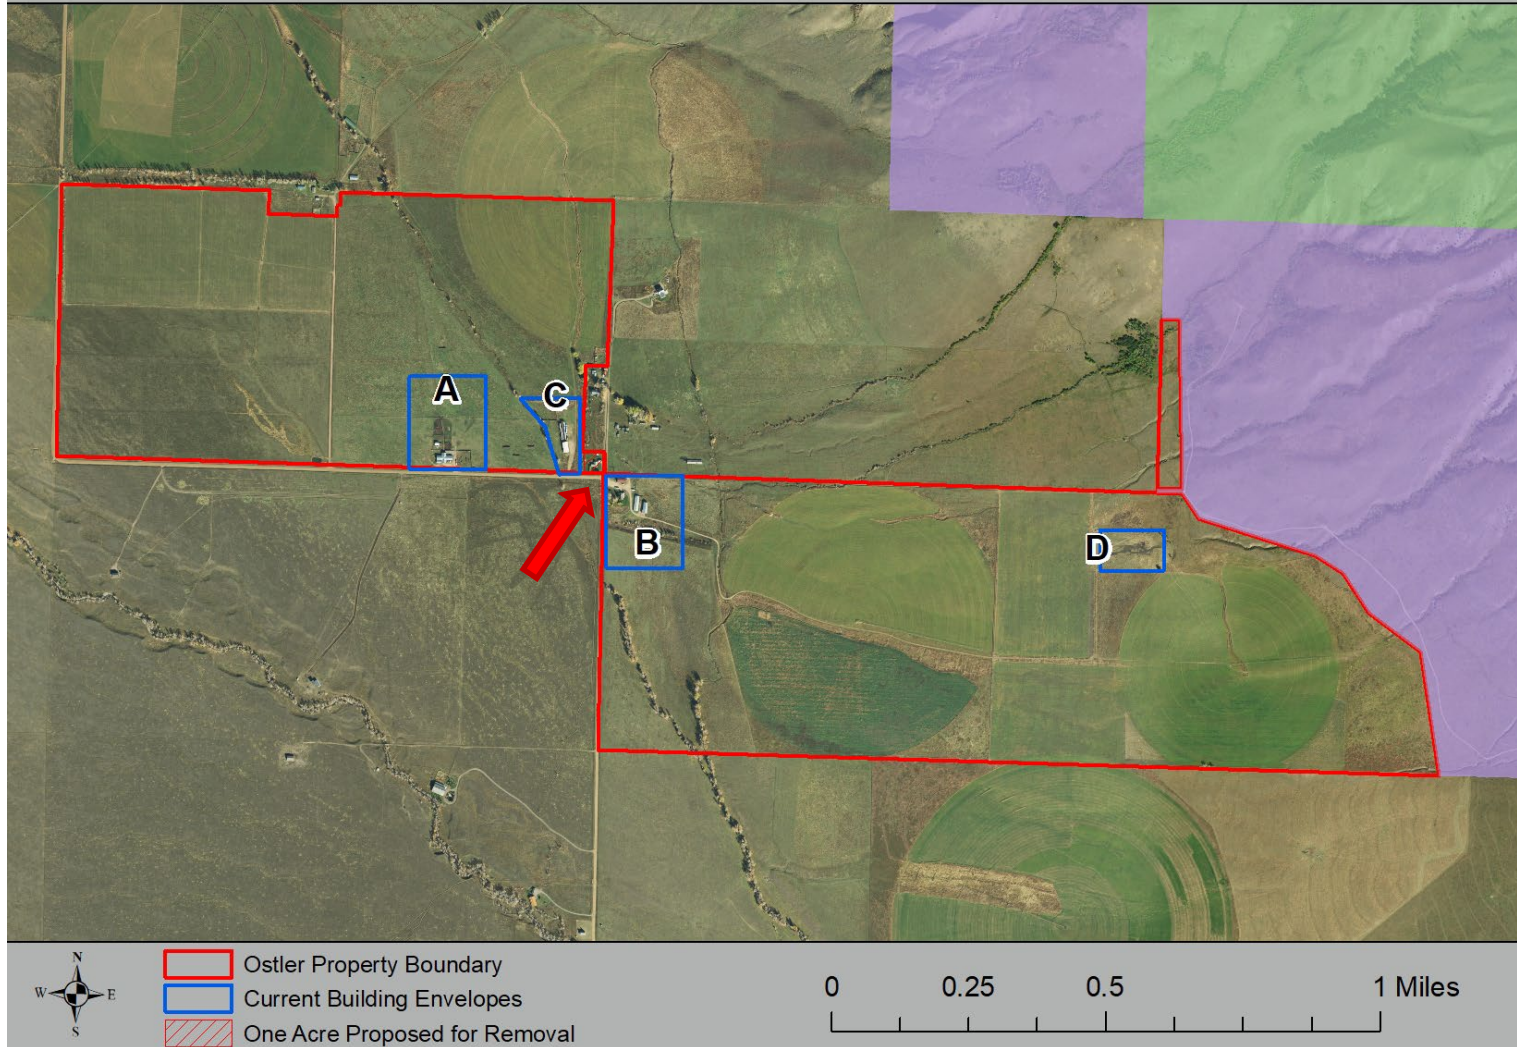 A
C
B
D
N
W E
S
Ostler Property Boundary
Current Building Envelopes
One Acre Proposed for Removal
0 0.25 0.5 1 Miles